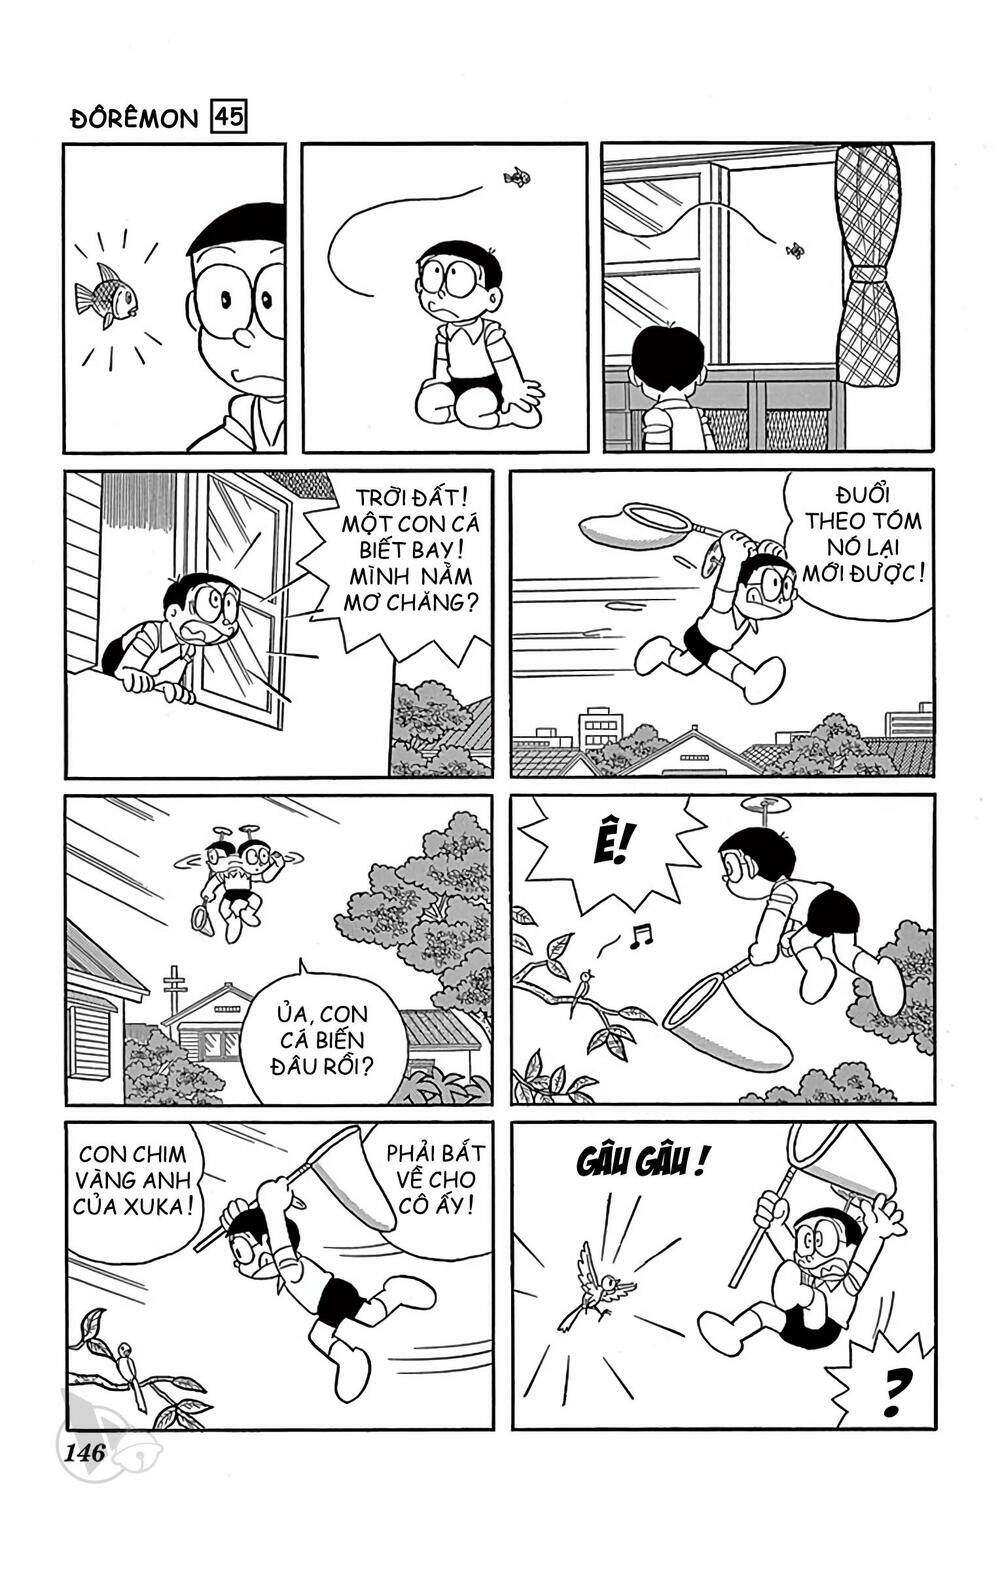 ĐÔRÊMON 45
TRỜI ĐẤT!
MỘT CON CÁ
BIẾT BAY!
MÌNH NẰM
MƠ CHĂNG?
ĐUỔI
THEO TÓM
NÓ LẠI
MỚI ĐƯỢC!
ỦA, CON
CÁ BIẾN
ĐÂU RỒI?
Ê!
CON CHIM
VÀNG ANH
CỦA XUKA!
PHẢI BẮT
VỀ CHO
CÔ ẤY!
GÂU GÂU!
?
146